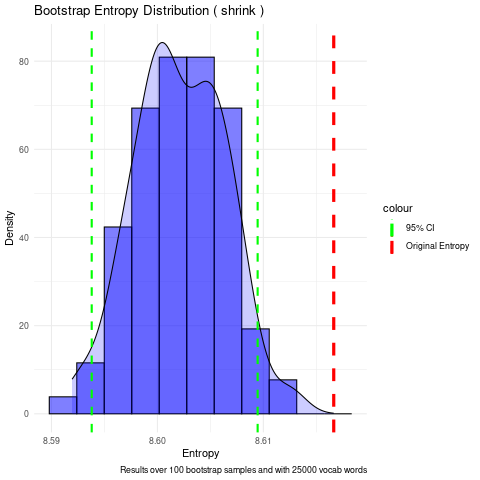 Bootstrap Entropy Distribution ( shrink )
80
60
40
20
0
Density
8.59
8.60
8.61
Entropy
colour
95% CI
Original Entropy
Results over 100 bootstrap samples and with 25000 vocab words